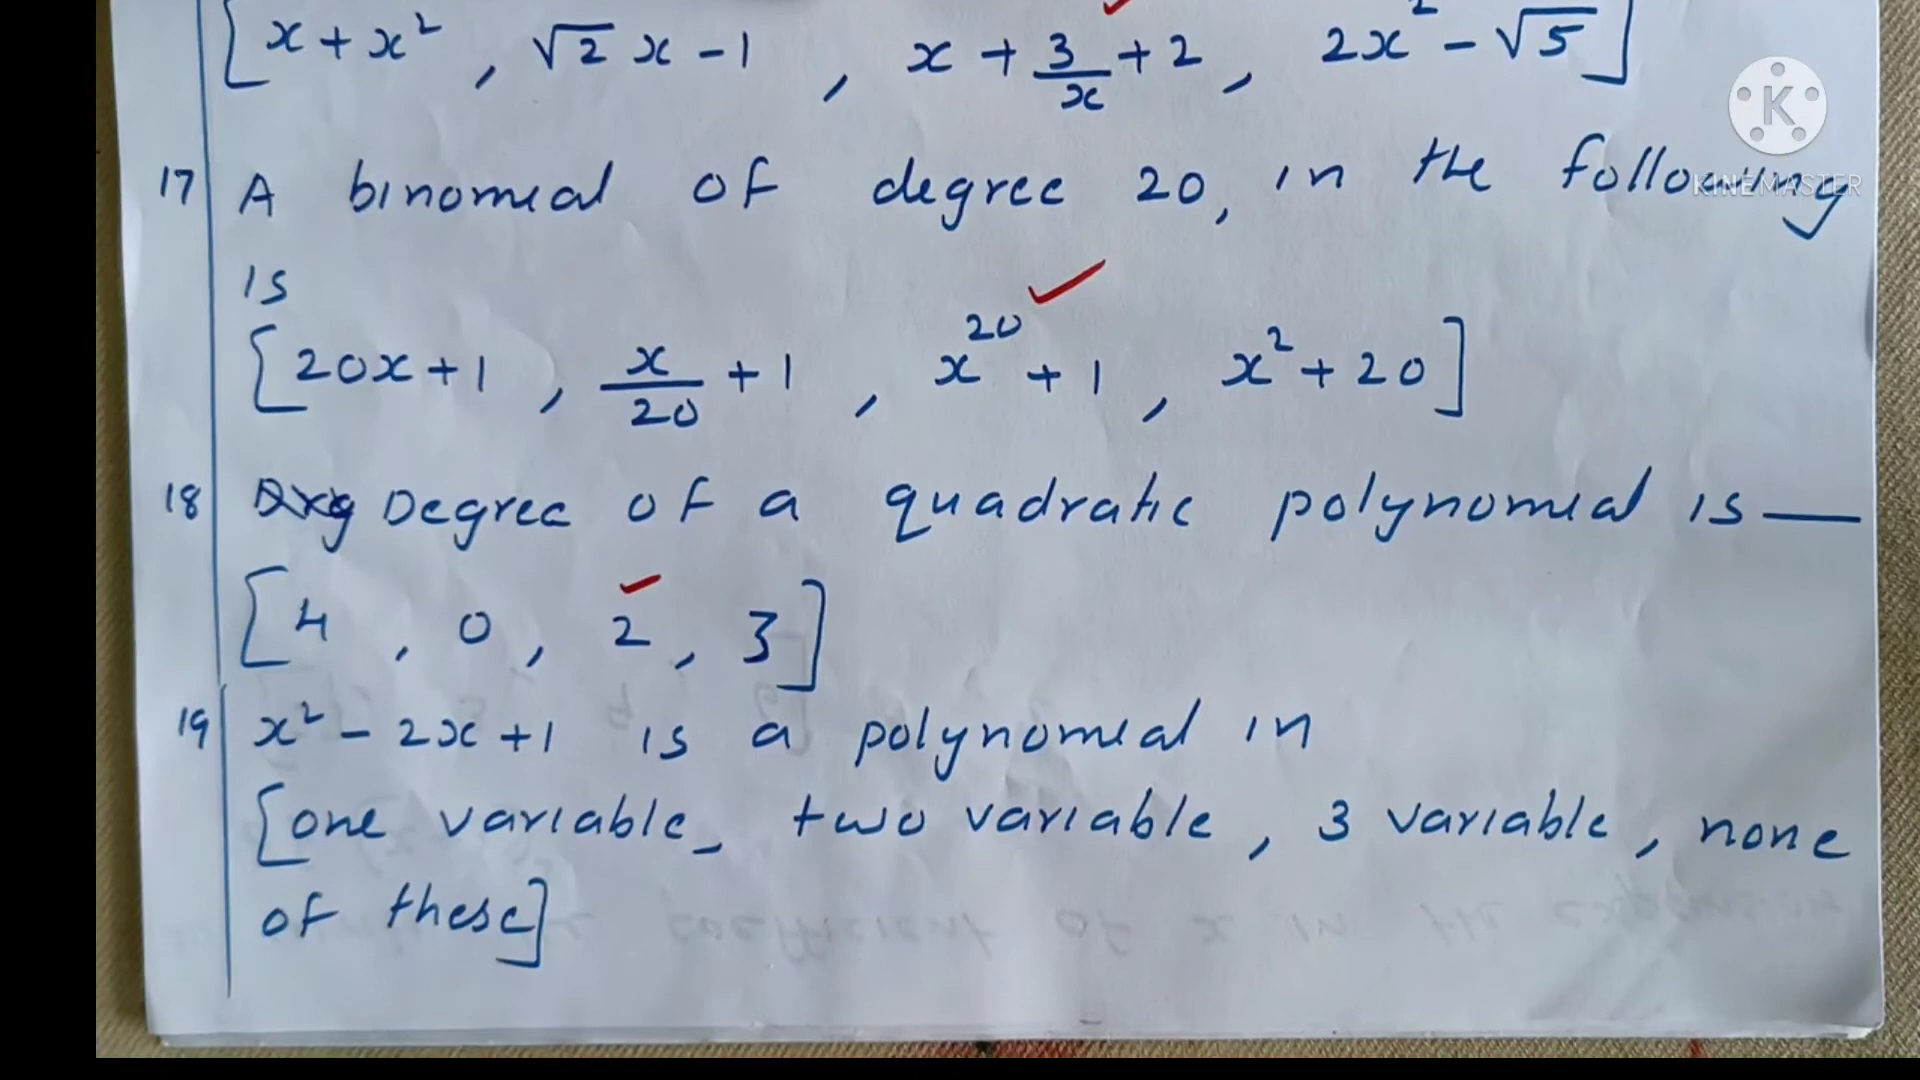 [x + x², √2 x - 1, x + 3/x + 2, 2x² - √5]
KINEMASTER
17 A binomial of degree 20, in the following
is
[20x + 1, x/20 + 1, x²⁰ + 1, x² + 20]
18 Degree of a quadratic polynomial is —
[4, 0, 2, 3]
19 x² - 2x + 1 is a polynomial in
[one variable, two variable, 3 variable, none
of these]